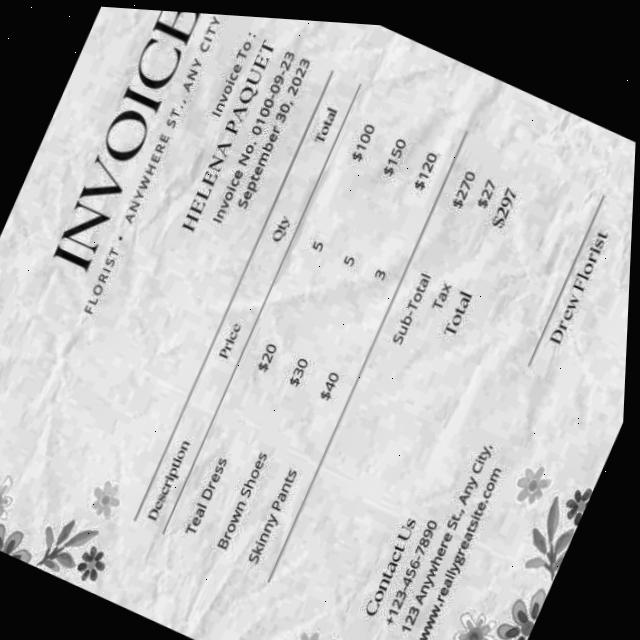 INVOICE
FLORIST • ANYWHERE ST., ANY CITY
Invoice To :
HELENA PAQUET
Invoice No. 0100-09-23
September 30, 2023
Description Price Qty Total
Teal Dress $20 5 $100
Brown Shoes $30 5 $150
Skinny Pants $40 3 $120
Sub-Total $270
Tax $27
Total $297
Contact Us
+123-456-7890
123 Anywhere St., Any City,
www.reallygreatsite.com
Drew Florist